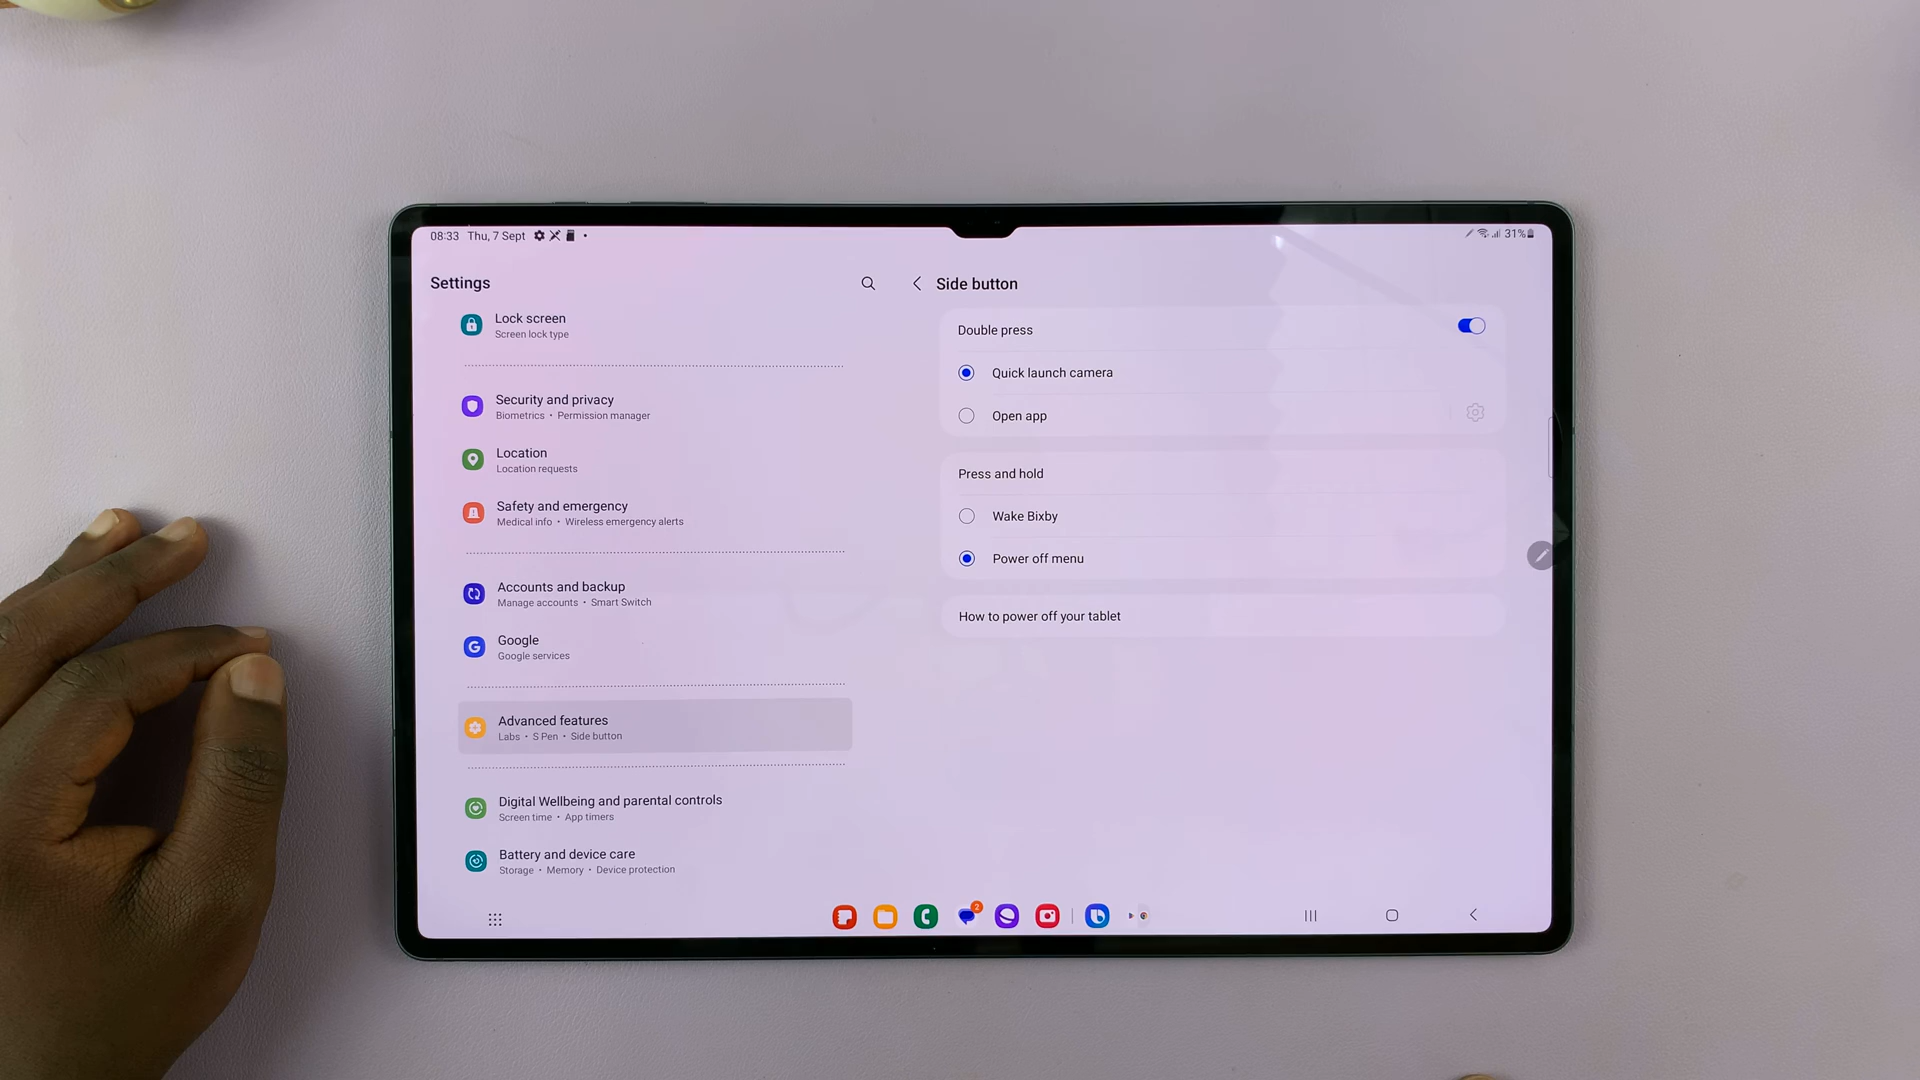 08:33 Thu, 7 Sept
31%
Settings
Lock screen
Screen lock type
Security and privacy
Biometrics • Permission manager
Location
Location requests
Safety and emergency
Medical info • Wireless emergency alerts
Accounts and backup
Manage accounts • Smart Switch
Google
Google services
Advanced features
Labs • S Pen • Side button
Digital Wellbeing and parental controls
Screen time • App timers
Battery and device care
Storage • Memory • Device protection
Side button
Double press
Quick launch camera
Open app
Press and hold
Wake Bixby
Power off menu
How to power off your tablet
2